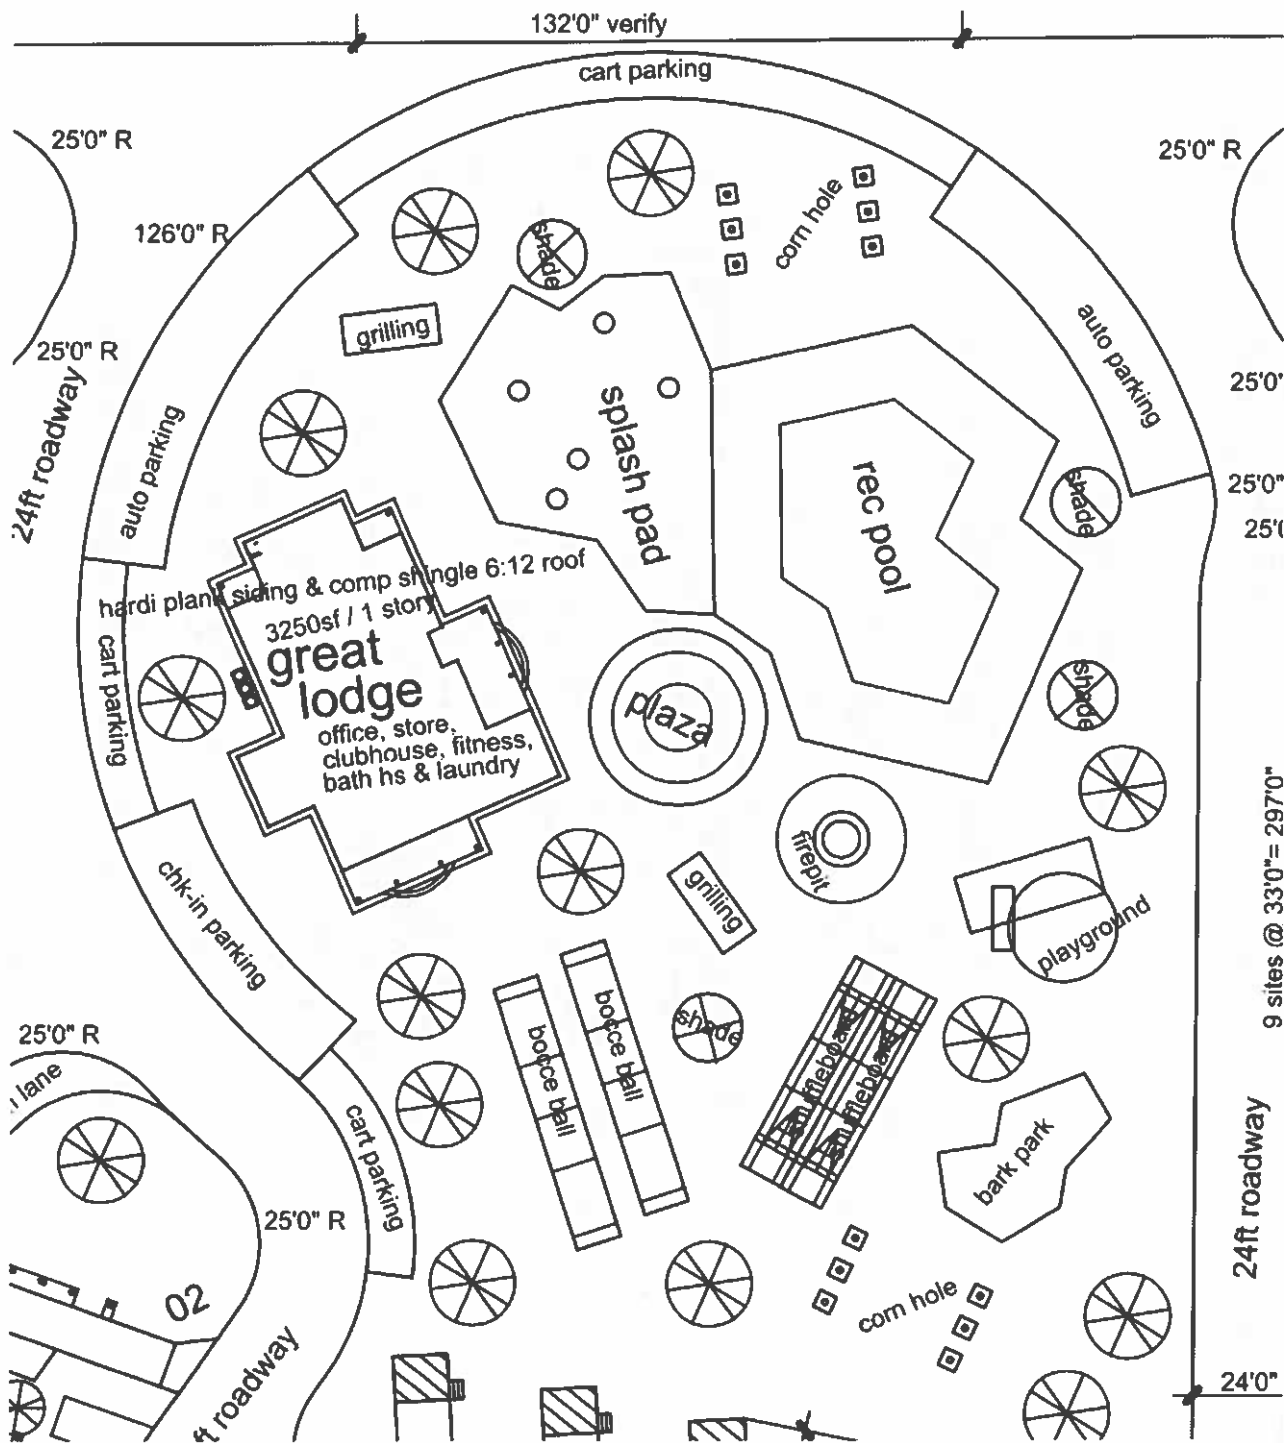 132'0" verify
cart parking
25'0" R
25'0" R
126'0" R
corn hole
shade
grilling
auto parking
25'0" R
25'0"
24ft roadway
auto parking
splash pad
rec pool
shade
25'0"
hardi plank siding & comp shingle 6:12 roof
3250sf / 1 story
great
lodge
office, store,
clubhouse, fitness,
bath hs & laundry
cart parking
plaza
shade
9 sites @ 33'0"= 297'0"
firepit
grilling
chk-in parking
playground
bocce ball
bocce ball
shade
shuffleboard
shuffleboard
25'0" R
lane
cart parking
bark park
24ft roadway
25'0" R
02
corn hole
ft roadway
24'0"